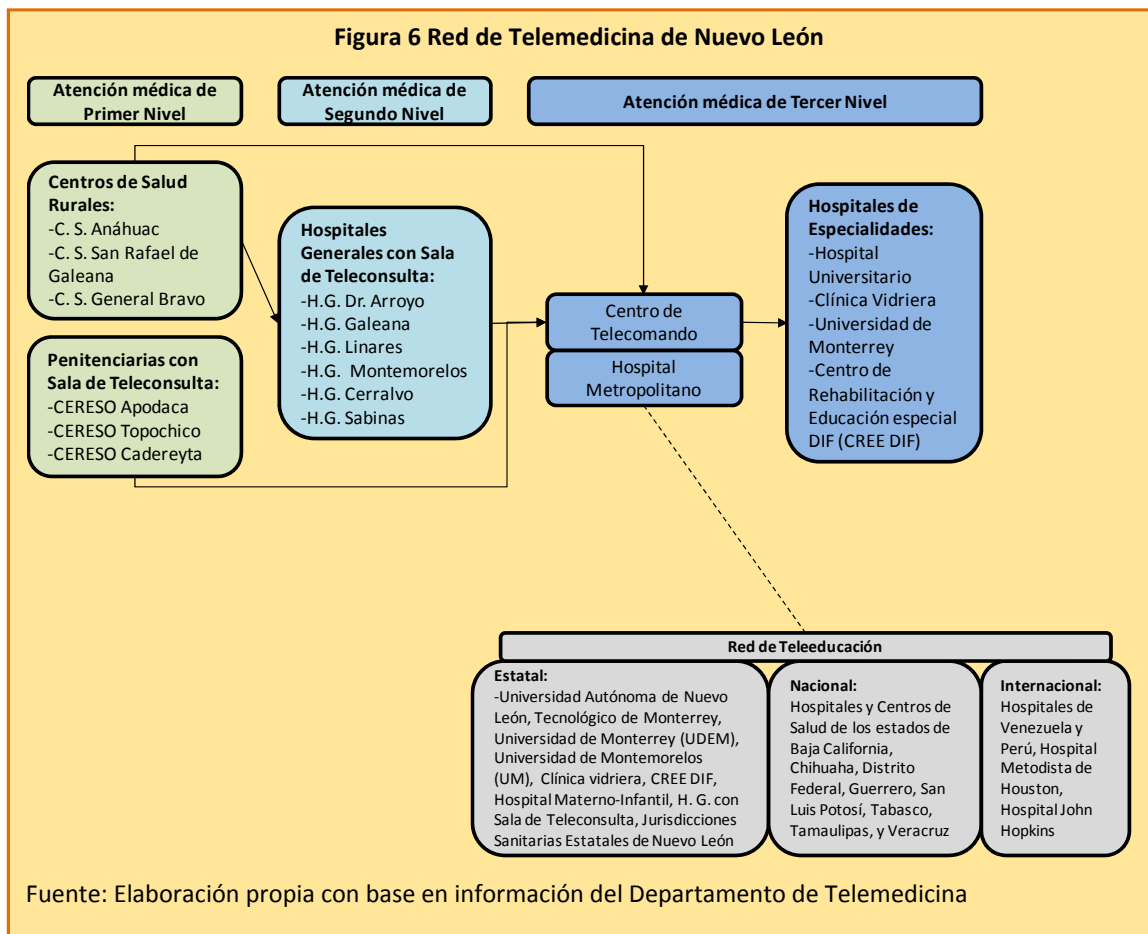 Figura 6 Red de Telemedicina de Nuevo León
Atención médica de
Primer Nivel
Atención médica de
Segundo Nivel
Atención médica de Tercer Nivel
Centros de Salud
Rurales:
-C. S. Anáhuac
-C. S. San Rafael de
Galeana
-C. S. General Bravo
Penitenciarias con
Sala de Teleconsulta:
-CERESO Apodaca
-CERESO Topochico
-CERESO Cadereyta
Hospitales
Generales con Sala
de Teleconsulta:
-H.G. Dr. Arroyo
-H.G. Galeana
-H.G. Linares
-H.G. Montemorelos
-H.G. Cerralvo
-H.G. Sabinas
Centro de
Telecomando
Hospital
Metropolitano
Hospitales de
Especialidades:
-Hospital
Universitario
-Clínica Vidriera
-Universidad de
Monterrey
-Centro de
Rehabilitación y
Educación especial
DIF (CREE DIF)
Red de Teleeducación
Estatal:
-Universidad Autónoma de Nuevo
León, Tecnológico de Monterrey,
Universidad de Monterrey (UDEM),
Universidad de Montemorelos
(UM), Clínica vidriera, CREE DIF,
Hospital Materno-Infantil, H. G. con
Sala de Teleconsulta, Jurisdicciones
Sanitarias Estatales de Nuevo León
Nacional:
Hospitales y Centros de
Salud de los estados de
Baja California,
Chihuaha, Distrito
Federal, Guerrero, San
Luis Potosí, Tabasco,
Tamaulipas, y Veracruz
Internacional:
Hospitales de
Venezuela y
Perú, Hospital
Metodista de
Houston,
Hospital John
Hopkins
Fuente: Elaboración propia con base en información del Departamento de Telemedicina